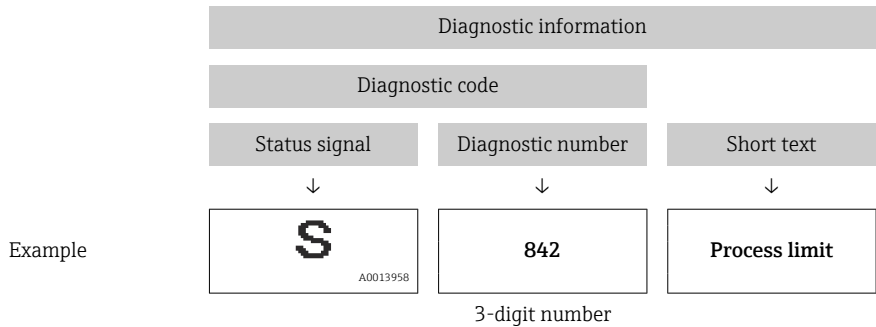 Diagnostic information
Diagnostic code
Status signal Diagnostic number Short text
↓ ↓ ↓
Example S 842 Process limit
A0013958
3-digit number